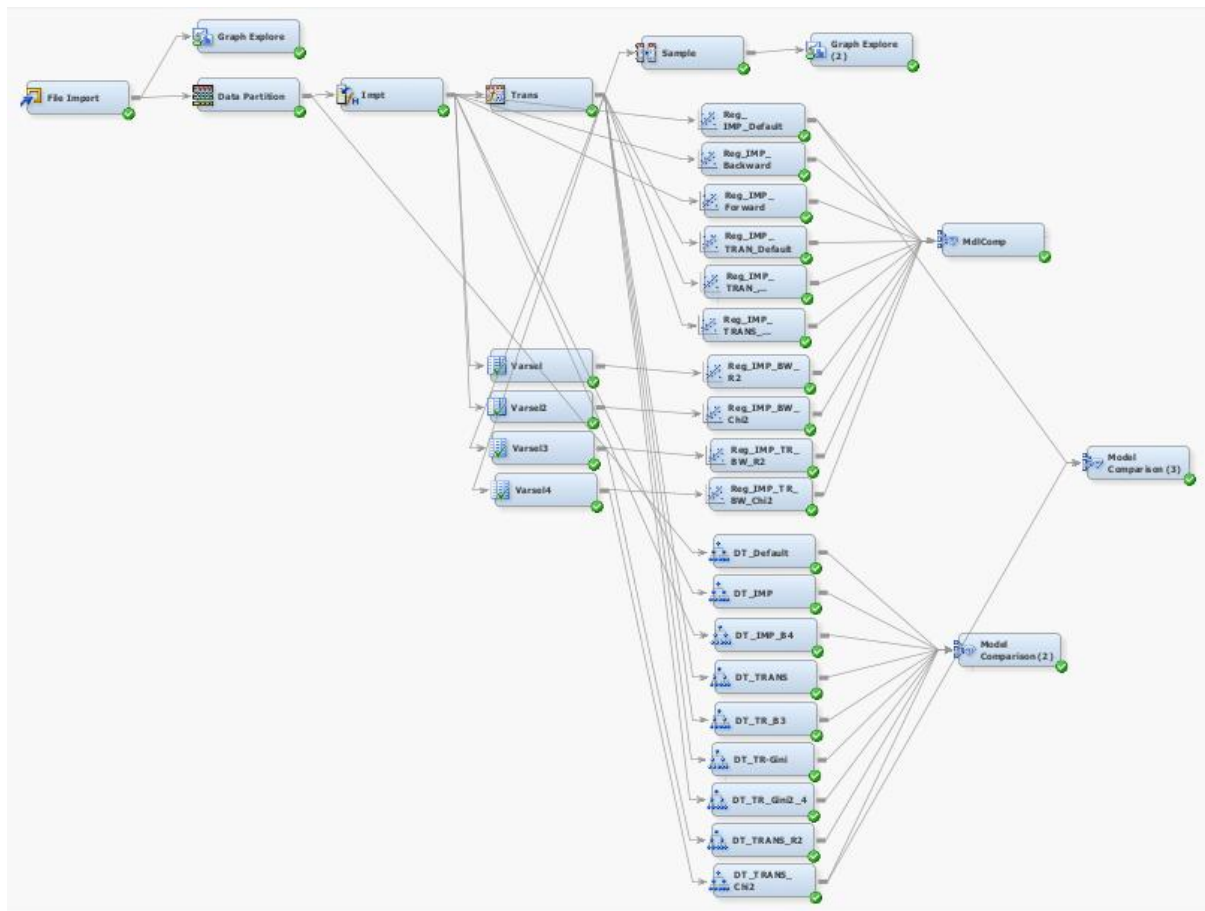 Graph Explore
Sample
Graph Explore
(2)
File Import
Data Partition
Impt
Trans
Reg_
IMP_Default
Reg_IMP_
Backward
Reg_IMP_
Forward
Reg_IMP_
TRAN_Default
MdlComp
Reg_IMP_
TRAN_...
Reg_IMP_
TRANS_...
Varsel
Reg_IMP_BW_
R2
Varsel2
Reg_IMP_BW_
Chi2
Varsel3
Reg_IMP_TR_
BW_R2
Model
Comparison (3)
Varsel4
Reg_IMP_TR_
BW_Chi2
DT_Default
DT_IMP
DT_IMP_B4
Model
Comparison (2)
DT_TRANS
DT_TR_B3
DT_TR-Gini
DT_TR_Gini2_4
DT_TRANS_R2
DT_TRANS_
Chi2